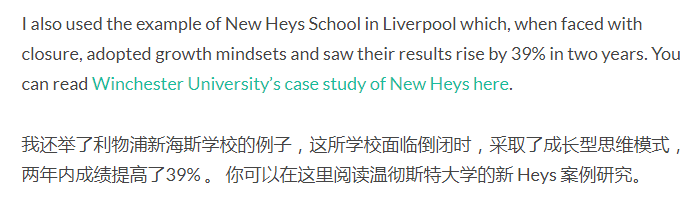 I also used the example of New Heys School in Liverpool which, when faced with
closure, adopted growth mindsets and saw their results rise by 39% in two years. You
can read Winchester University's case study of New Heys here.
我还举了利物浦新海斯学校的例子，这所学校面临倒闭时，采取了成长型思维模式，
两年内成绩提高了39% 。 你可以在这里阅读温彻斯特大学的新 Heys 案例研究。